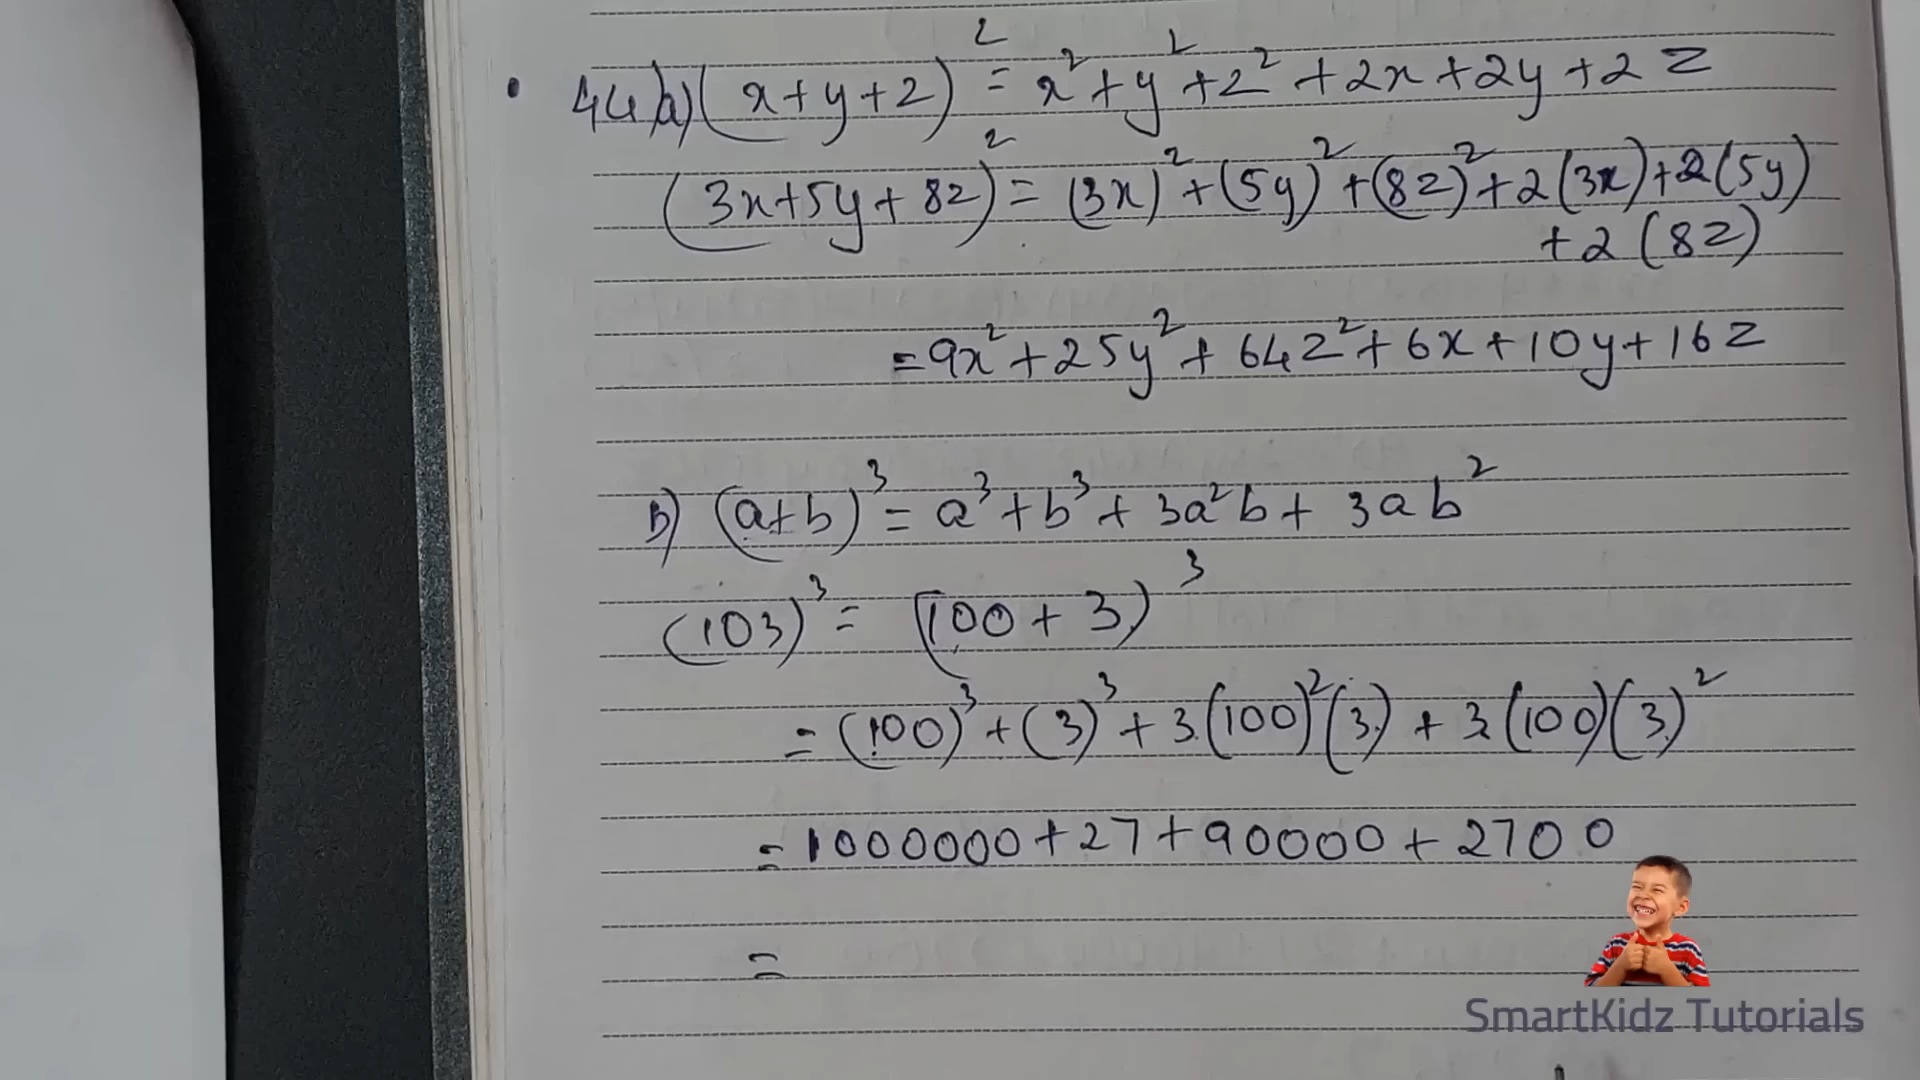 44)a) (x+y+z)² = x²+y²+z²+2x+2y+2z
(3x+5y+8z)² = (3x)²+(5y)²+(8z)²+2(3x)+2(5y)
+2(8z)
=9x²+25y²+64z²+6x+10y+16z
b) (a+b)³ = a³+b³+3a²b+3ab²
(103)³ = (100+3)³
= (100)³+(3)³+3(100)²(3)+3(100)(3)²
= 1000000+27+90000+2700
=
SmartKidz Tutorials